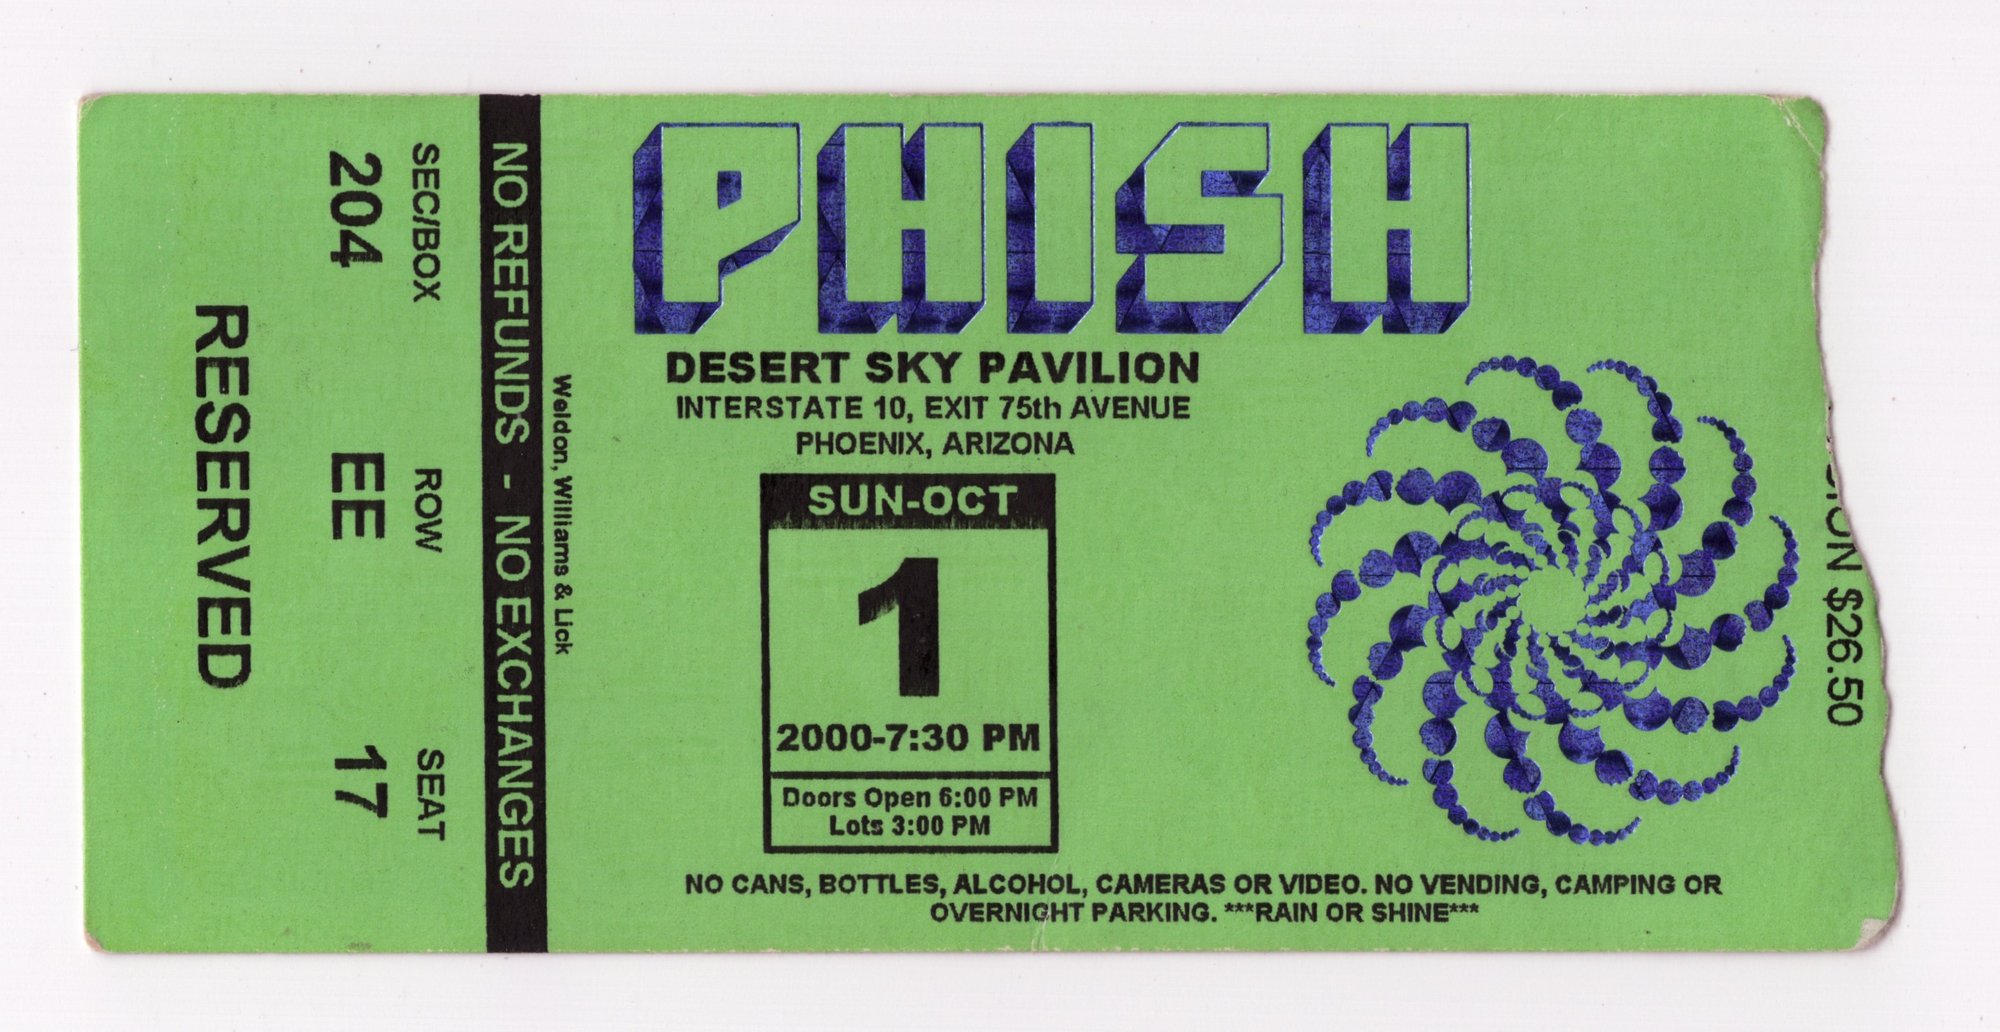 RESERVED
SEC/BOX
204
ROW
EE
SEAT
17
NO REFUNDS - NO EXCHANGES
Weldon, Williams & Lick
PHISH
DESERT SKY PAVILION
INTERSTATE 10, EXIT 75th AVENUE
PHOENIX, ARIZONA
SUN-OCT
1
2000-7:30 PM
Doors Open 6:00 PM
Lots 3:00 PM
NO CANS, BOTTLES, ALCOHOL, CAMERAS OR VIDEO. NO VENDING, CAMPING OR
OVERNIGHT PARKING. ***RAIN OR SHINE***
$26.50